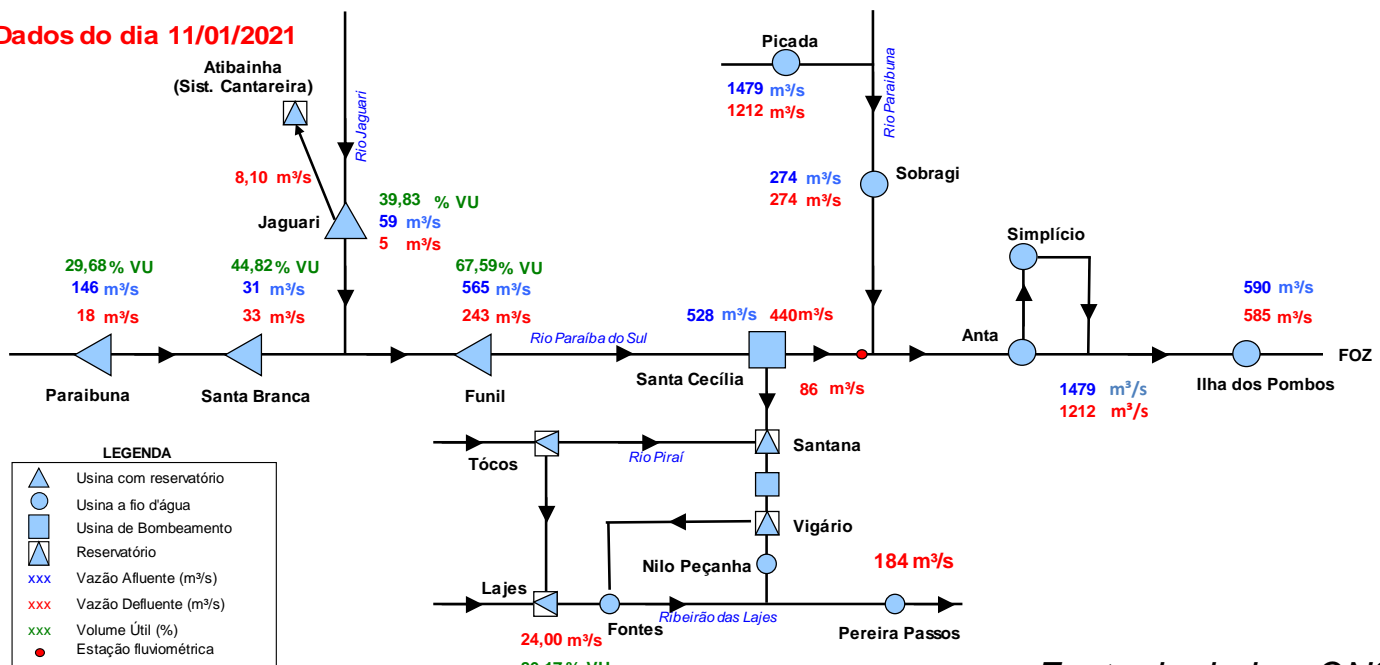 Dados do dia 11/01/2021
Atibainha
(Sist. Cantareira)
Rio Jaguari
8,10 m³/s
Jaguari
39,83 % VU
59 m³/s
5 m³/s
Picada
1479 m³/s
1212 m³/s
Rio Paraibuna
274 m³/s
274 m³/s
Sobragi
29,68% VU
146 m³/s
18 m³/s
Paraibuna
44,82% VU
31 m³/s
33 m³/s
Santa Branca
67,59% VU
565 m³/s
243 m³/s
Funil
Rio Paraíba do Sul
528 m³/s 440m³/s
Santa Cecília
86 m³/s
Simplício
Anta
1479 m³/s
1212 m³/s
590 m³/s
585 m³/s
Ilha dos Pombos
FOZ
Tócos
Rio Piraí
Santana
Vigário
Nilo Peçanha
184 m³/s
Lajes
Fontes
Ribeirão das Lajes
Pereira Passos
24,00 m³/s
LEGENDA
Usina com reservatório
Usina a fio d'água
Usina de Bombeamento
Reservatório
xxx Vazão Afluente (m³/s)
xxx Vazão Defluente (m³/s)
xxx Volume Útil (%)
Estação fluviométrica